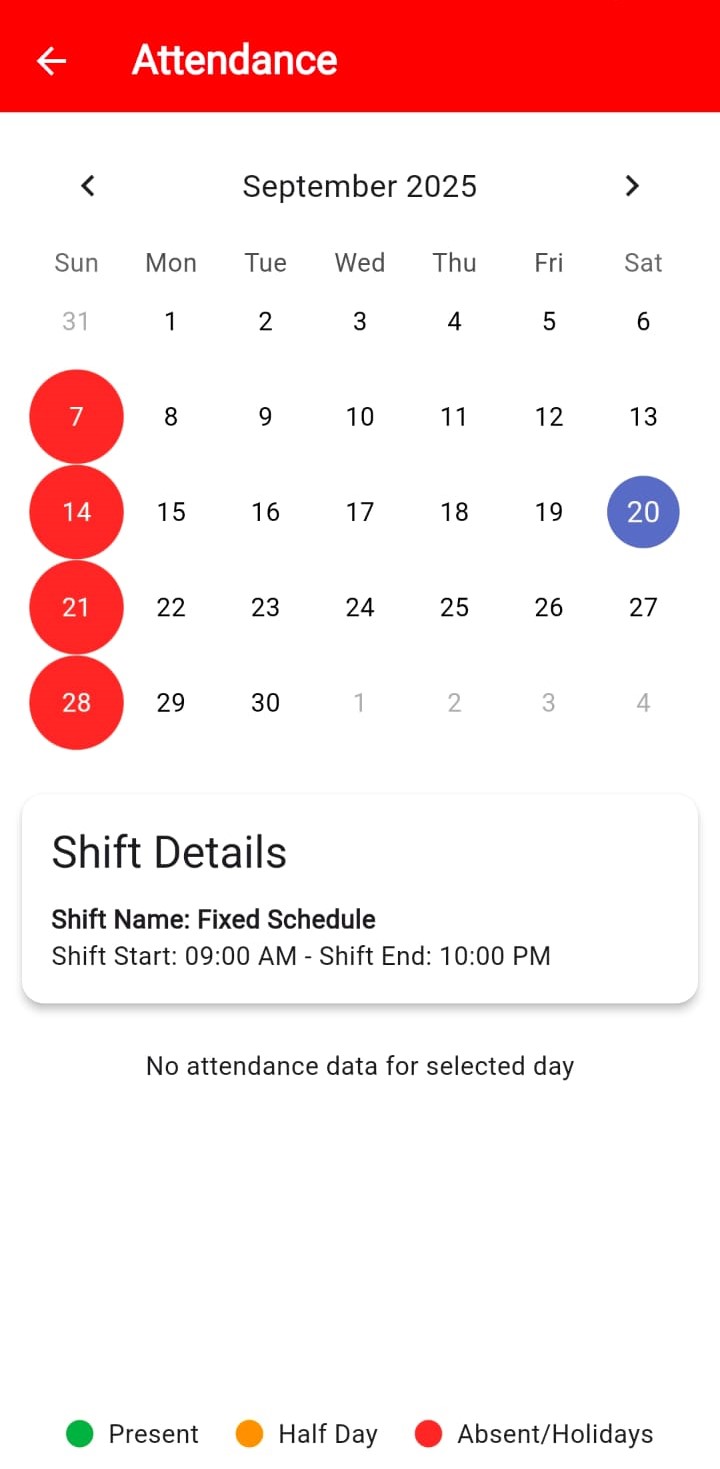 Attendance
September 2025
Sun Mon Tue Wed Thu Fri Sat
31 1 2 3 4 5 6
7 8 9 10 11 12 13
14 15 16 17 18 19 20
21 22 23 24 25 26 27
28 29 30 1 2 3 4
Shift Details
Shift Name: Fixed Schedule
Shift Start: 09:00 AM - Shift End: 10:00 PM
No attendance data for selected day
Present Half Day Absent/Holidays